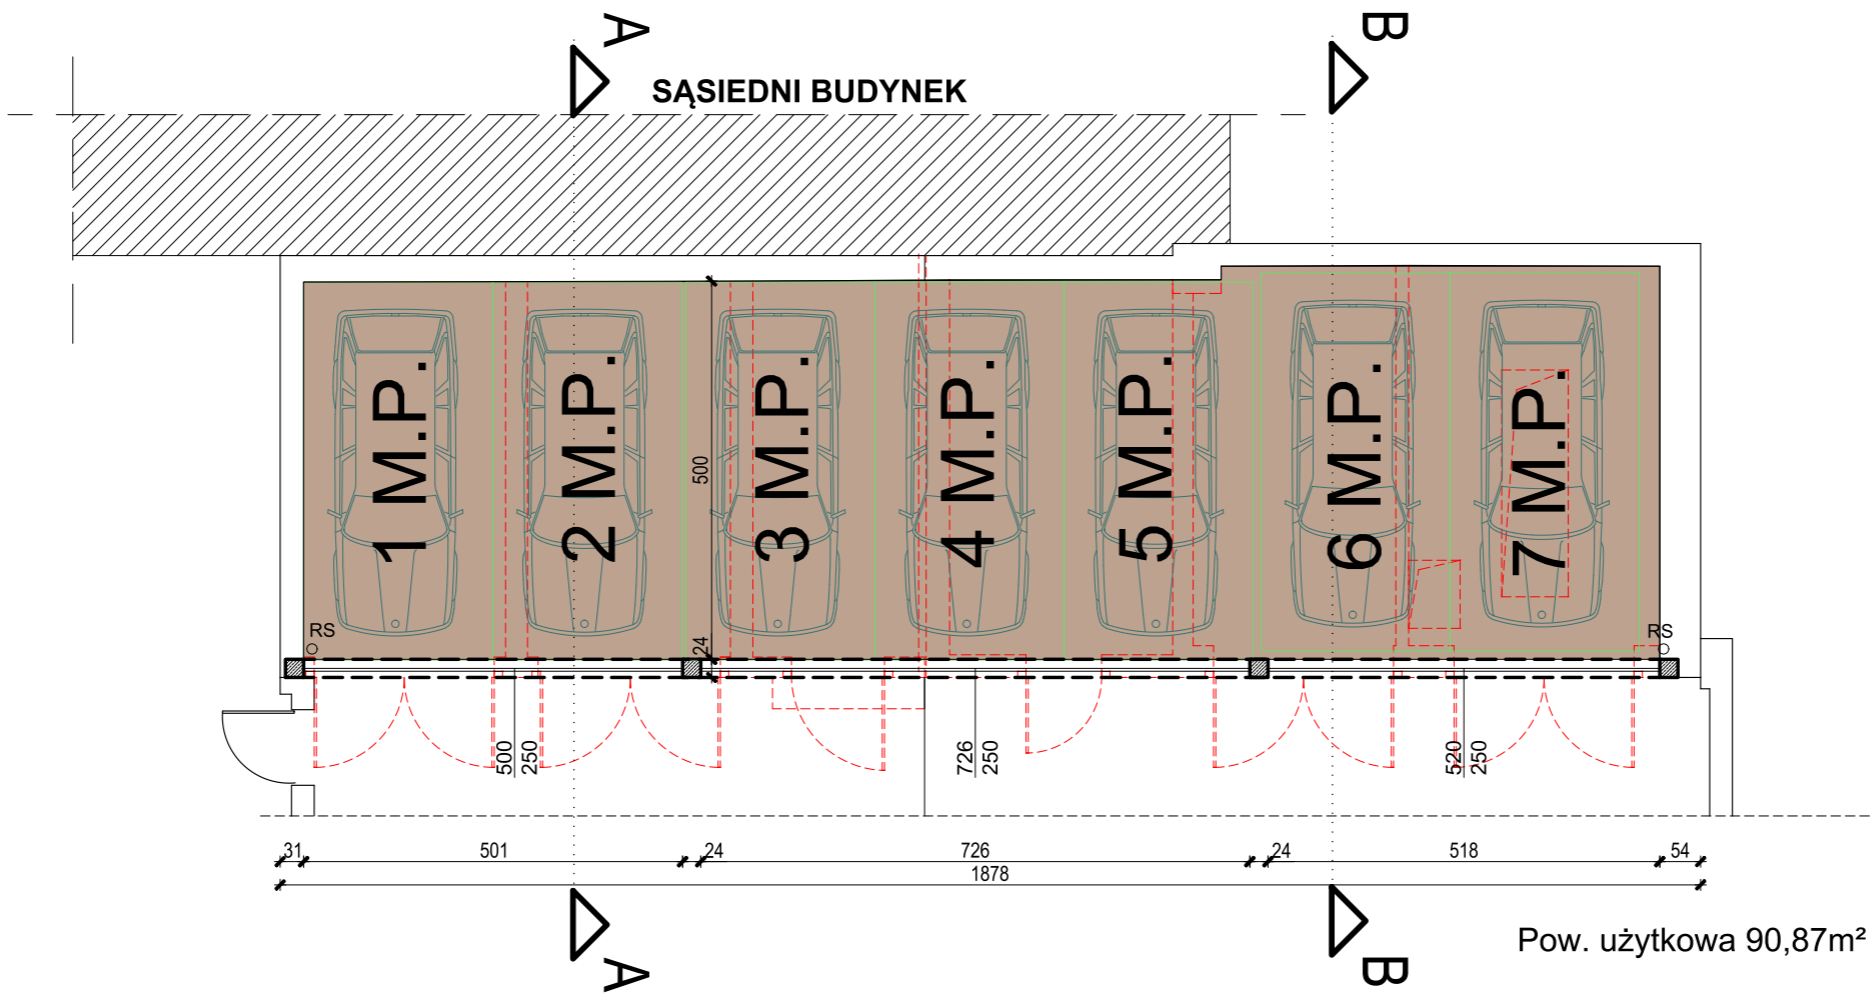 A
B
SĄSIEDNI BUDYNEK
1 M.P.
2 M.P.
3 M.P.
4 M.P.
5 M.P.
6 M.P.
7 M.P.
500
24
RS
RS
500
250
726
250
520
250
31
501
24
726
24
518
54
1878
A
B
Pow. użytkowa 90,87m²